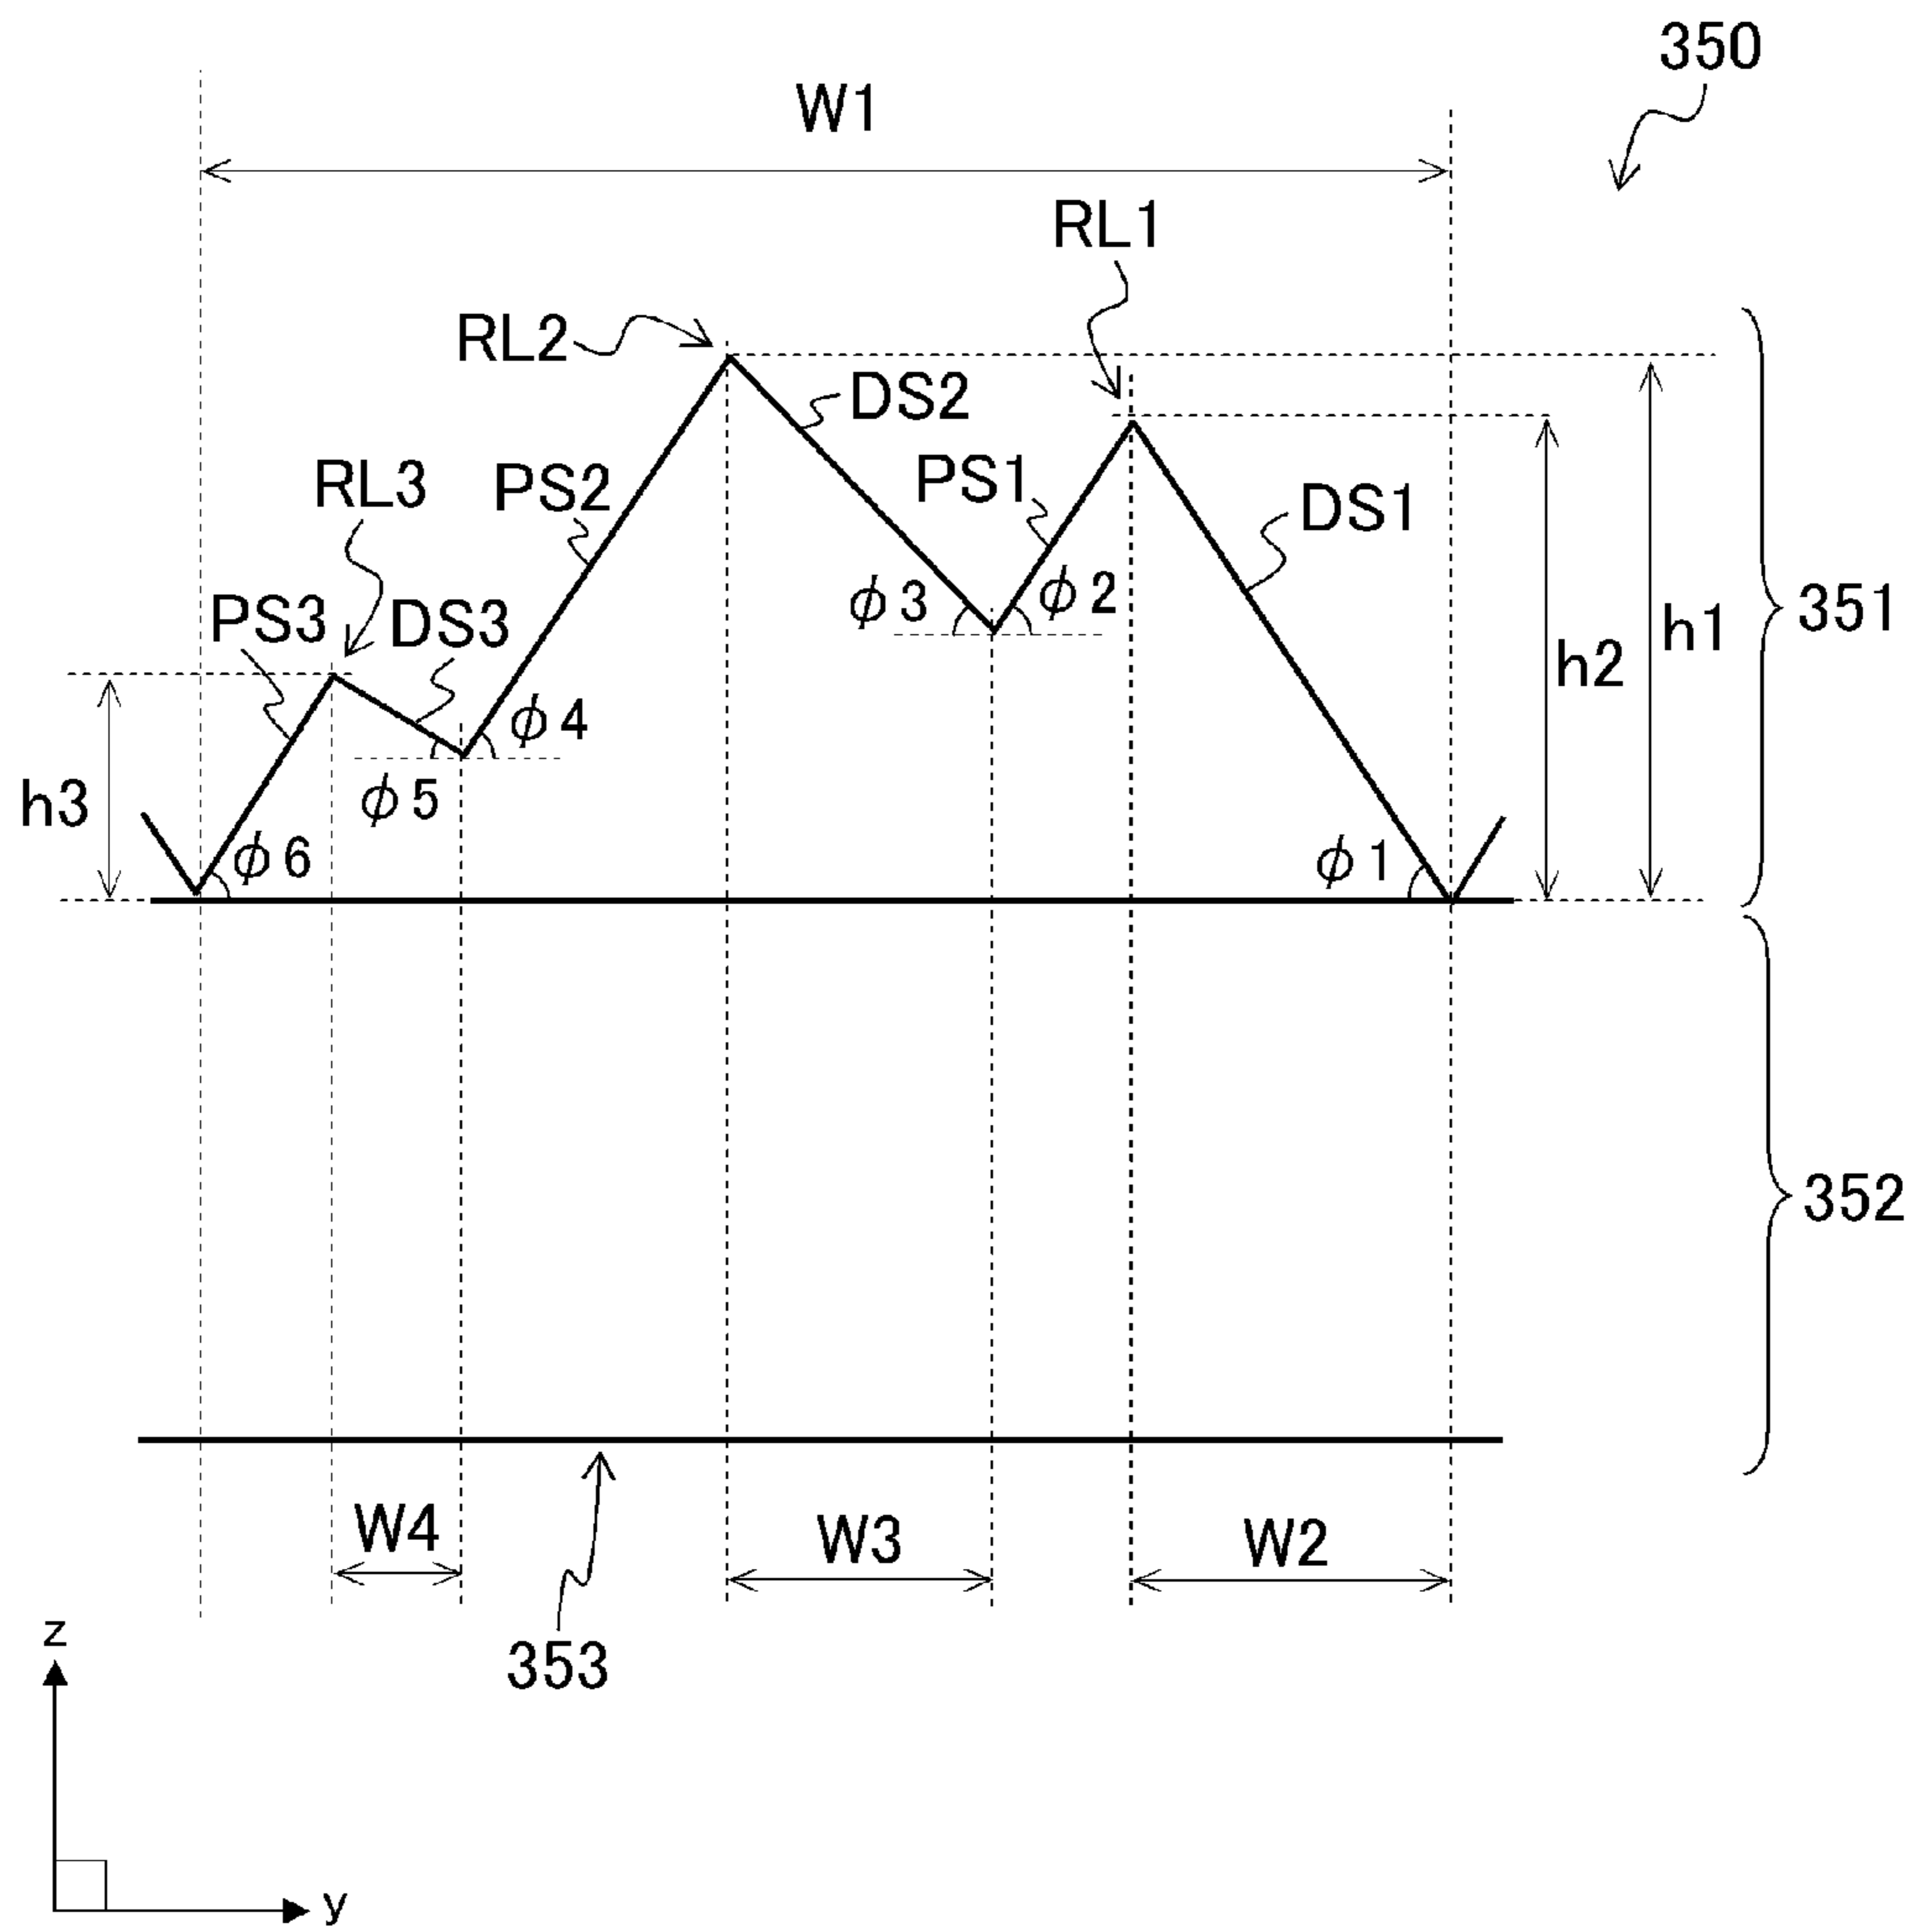 350
W1
RL1
RL2
DS2
PS1
RL3
PS2
DS1
φ3
φ2
PS3
DS3
351
h1
h2
φ4
h3
φ5
φ6
φ1
352
W4
W3
W2
353
z
y